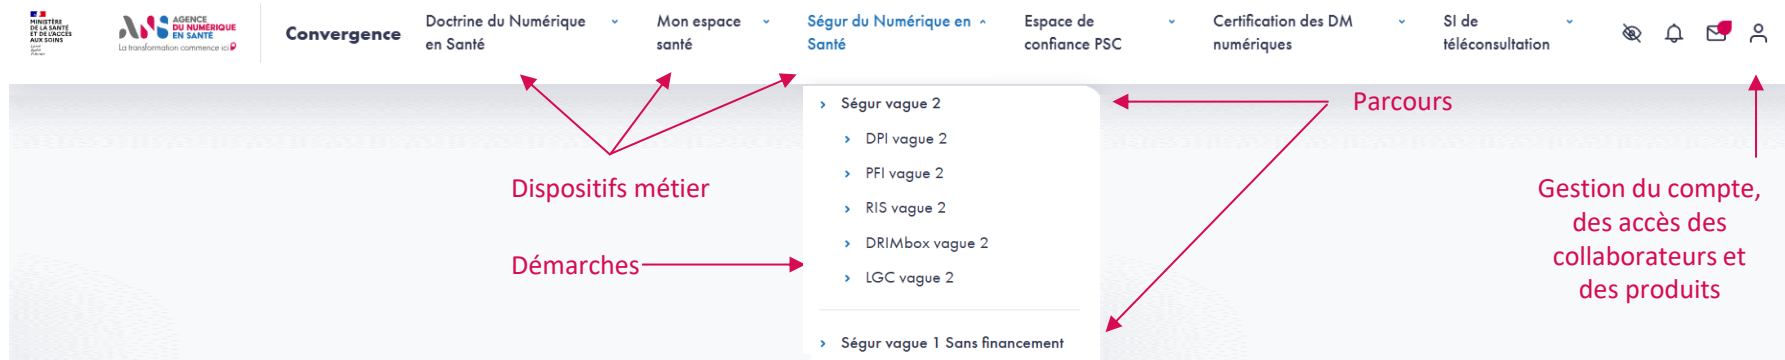 MINISTÈRE
DE LA SANTÉ
ET DE L'ACCÈS
AUX SOINS
AGENCE
DU NUMÉRIQUE
EN SANTÉ
La transformation commence ici
Convergence
Doctrine du Numérique
en Santé
Mon espace
santé
Ségur du Numérique en
Santé
Espace de
confiance PSC
Certification des DM
numériques
SI de
téléconsultation
Ségur vague 2
DPI vague 2
PFI vague 2
RIS vague 2
DRIMbox vague 2
LGC vague 2
Ségur vague 1 Sans financement
Dispositifs métier
Démarches
Parcours
Gestion du compte,
des accès des
collaborateurs et
des produits